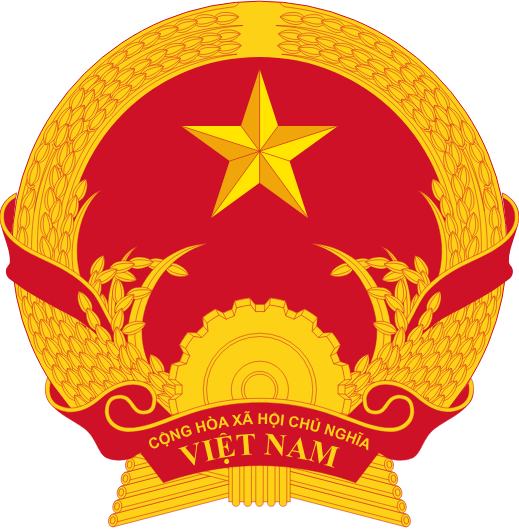 CỘNG HÒA XÃ HỘI CHỦ NGHĨA
VIỆT NAM